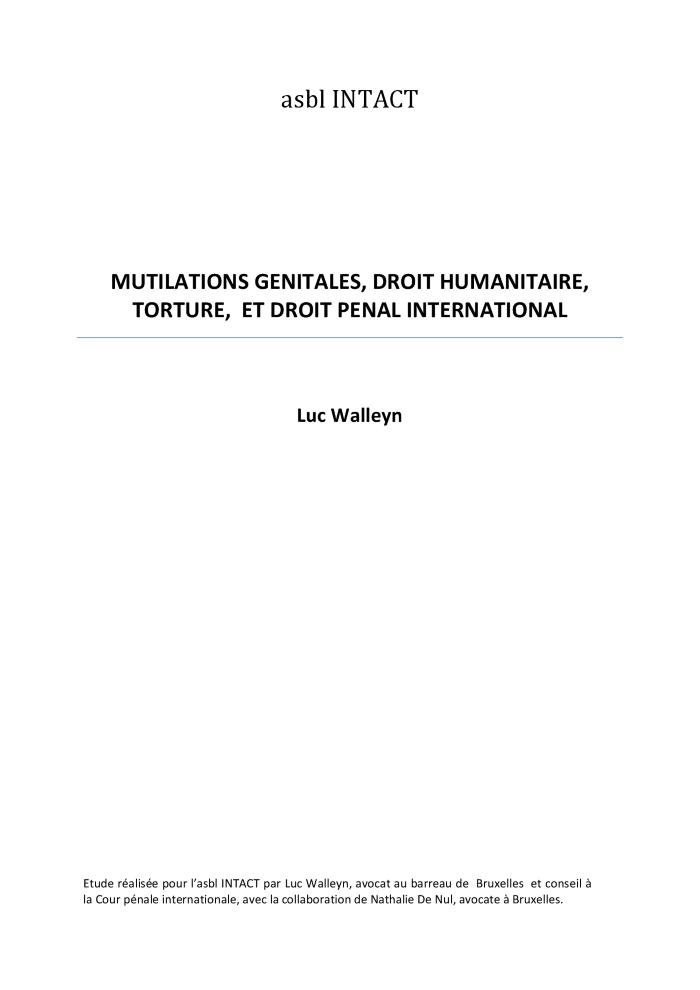 asbl INTACT
MUTILATIONS GENITALES, DROIT HUMANITAIRE,
TORTURE,  ET DROIT PENAL INTERNATIONAL
Luc Walleyn
Etude réalisée pour l’asbl INTACT par Luc Walleyn, avocat au barreau de  Bruxelles  et conseil à
la Cour pénale internationale, avec la collaboration de Nathalie De Nul, avocate à Bruxelles.